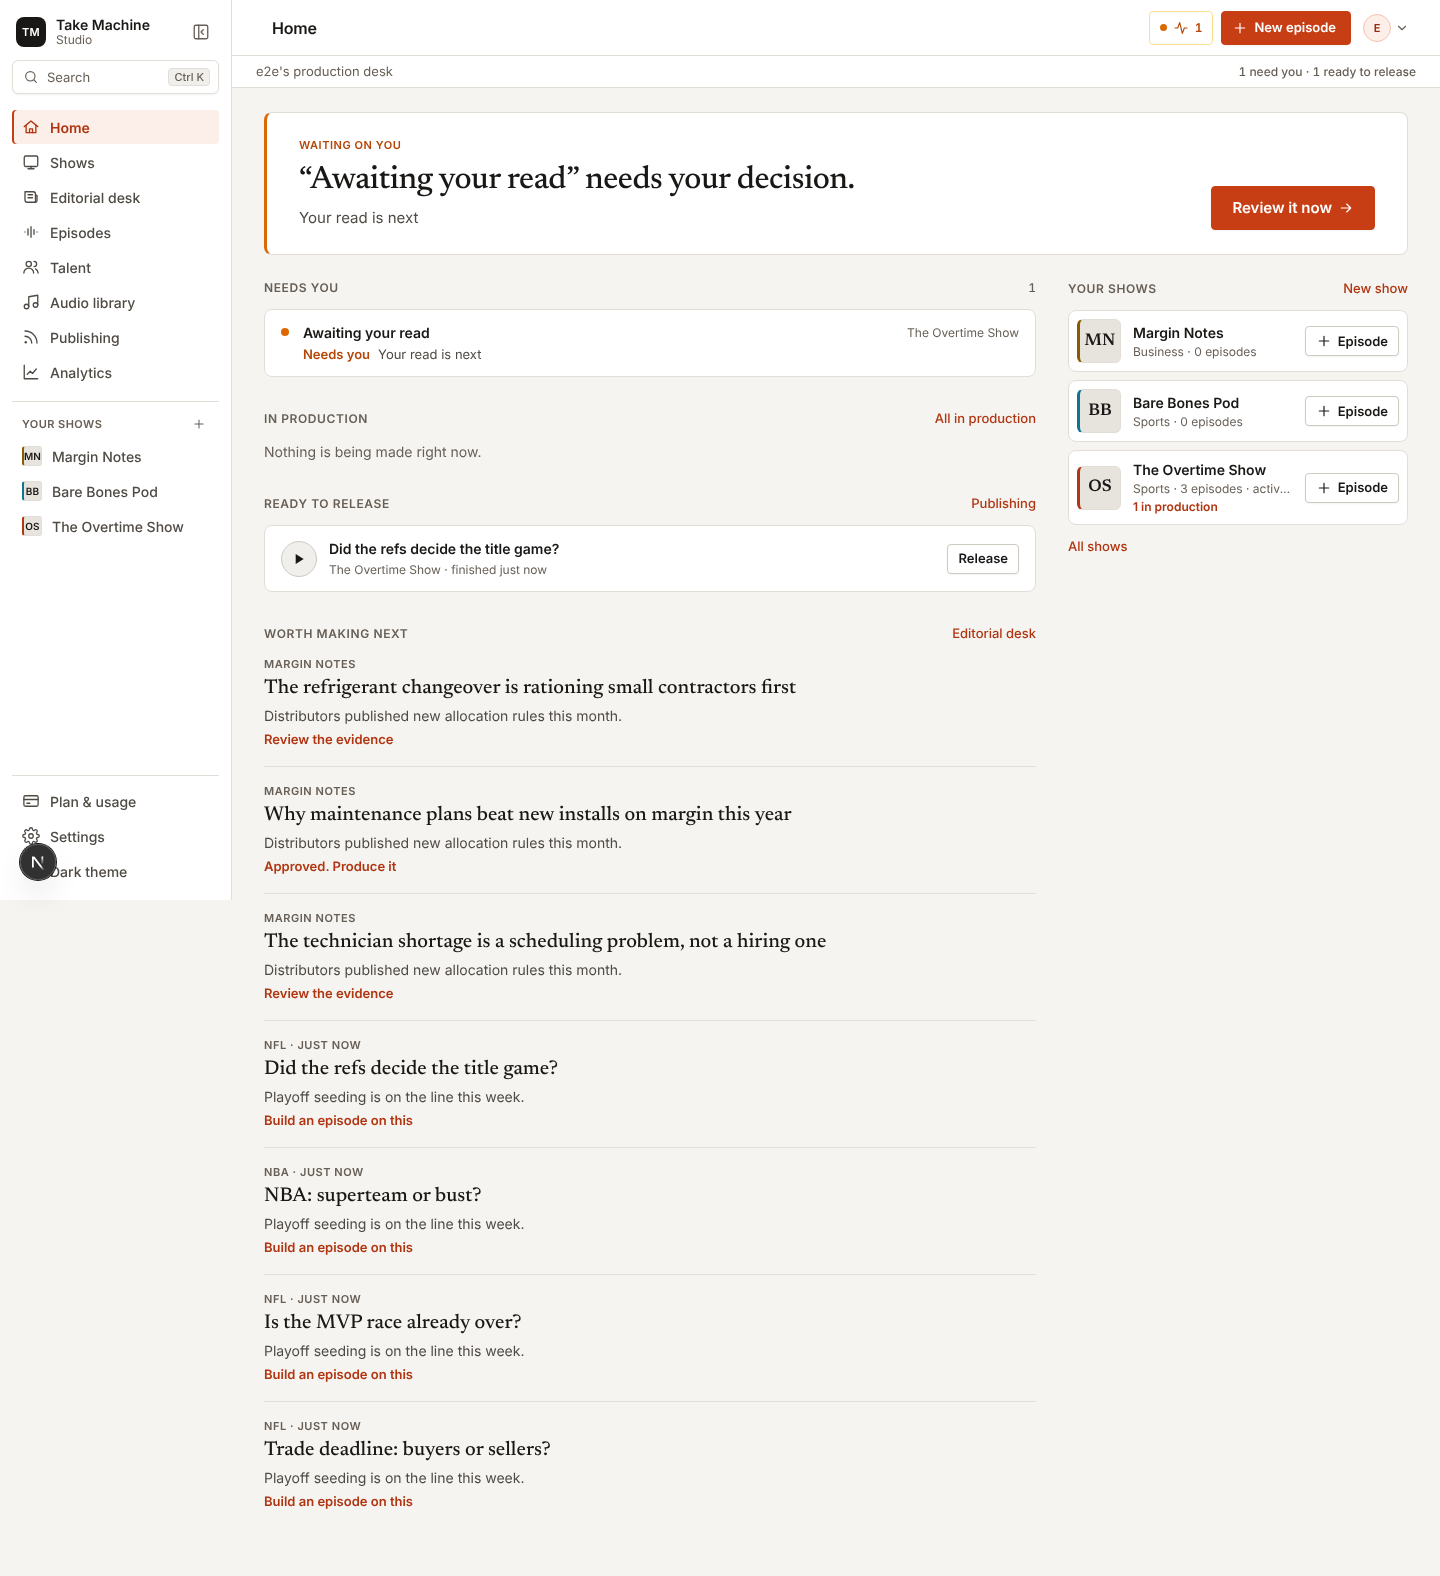 TM
Take Machine
Studio
Search
Ctrl K
Home
Shows
Editorial desk
Episodes
Talent
Audio library
Publishing
Analytics
YOUR SHOWS
MN Margin Notes
BB Bare Bones Pod
OS The Overtime Show
Plan & usage
Settings
N
Dark theme
Home
1
New episode
E
e2e's production desk
1 need you · 1 ready to release
WAITING ON YOU
“Awaiting your read” needs your decision.
Your read is next
Review it now →
NEEDS YOU
1
Awaiting your read
The Overtime Show
Needs you Your read is next
IN PRODUCTION
All in production
Nothing is being made right now.
READY TO RELEASE
Publishing
Did the refs decide the title game?
The Overtime Show · finished just now
Release
WORTH MAKING NEXT
Editorial desk
MARGIN NOTES
The refrigerant changeover is rationing small contractors first
Distributors published new allocation rules this month.
Review the evidence
MARGIN NOTES
Why maintenance plans beat new installs on margin this year
Distributors published new allocation rules this month.
Approved. Produce it
MARGIN NOTES
The technician shortage is a scheduling problem, not a hiring one
Distributors published new allocation rules this month.
Review the evidence
NFL · JUST NOW
Did the refs decide the title game?
Playoff seeding is on the line this week.
Build an episode on this
NBA · JUST NOW
NBA: superteam or bust?
Playoff seeding is on the line this week.
Build an episode on this
NFL · JUST NOW
Is the MVP race already over?
Playoff seeding is on the line this week.
Build an episode on this
NFL · JUST NOW
Trade deadline: buyers or sellers?
Playoff seeding is on the line this week.
Build an episode on this
YOUR SHOWS
New show
MN
Margin Notes
Business · 0 episodes
+ Episode
BB
Bare Bones Pod
Sports · 0 episodes
+ Episode
OS
The Overtime Show
Sports · 3 episodes · activ...
1 in production
+ Episode
All shows